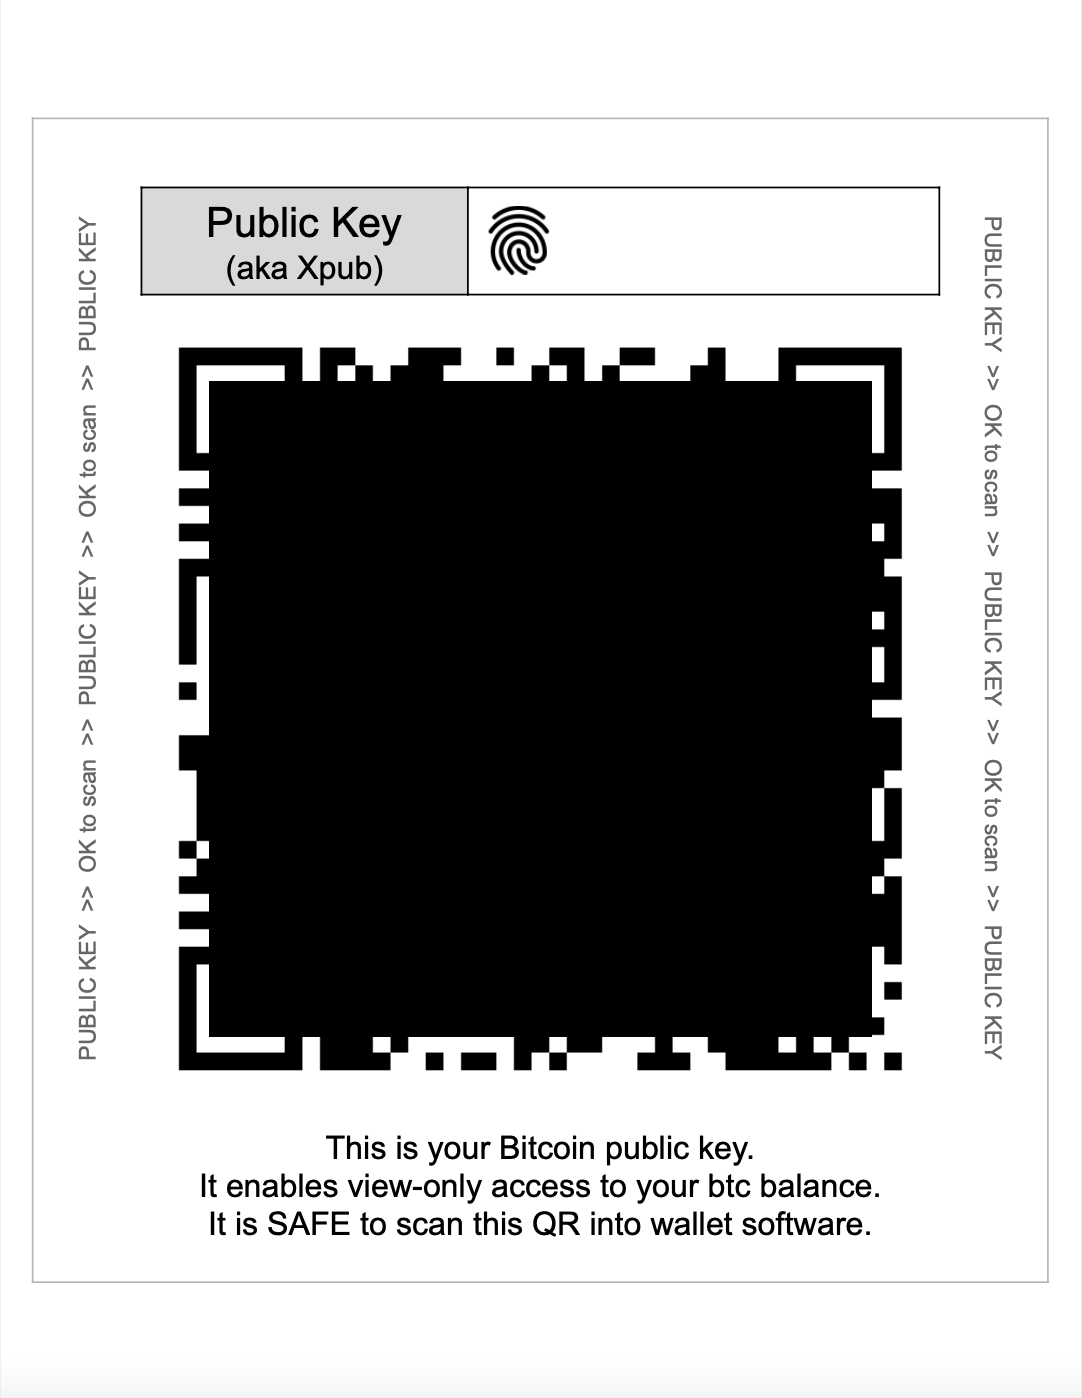 Public Key
(aka Xpub)
PUBLIC KEY >> OK to scan >> PUBLIC KEY >> OK to scan >> PUBLIC KEY
PUBLIC KEY >> OK to scan >> PUBLIC KEY >> OK to scan >> PUBLIC KEY
This is your Bitcoin public key.
It enables view-only access to your btc balance.
It is SAFE to scan this QR into wallet software.